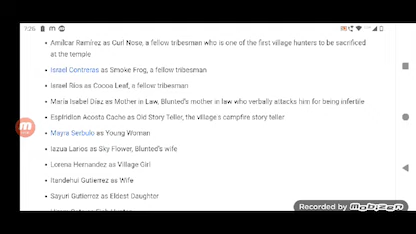 7:26
Amilcar Ramirez as Curl Nose, a fellow tribesman who is one of the first village hunters to be sacrificed
at the temple
Israel Contreras as Smoke Frog, a fellow tribesman
Israel Rios as Cocoa Leaf, a fellow tribesman
Maria Isabel Diaz as Mother in Law, Blunted's mother in law who verbally attacks him for being infertile
Espiridion Acosta Cache as Old Story Teller, the village's campfire story teller
Mayra Serbulo as Young Woman
Iazua Larios as Sky Flower, Blunted's wife
Lorena Hernandez as Village Girl
Itandehui Gutierrez as Wife
Sayuri Gutierrez as Eldest Daughter
Recorded by Mobizen